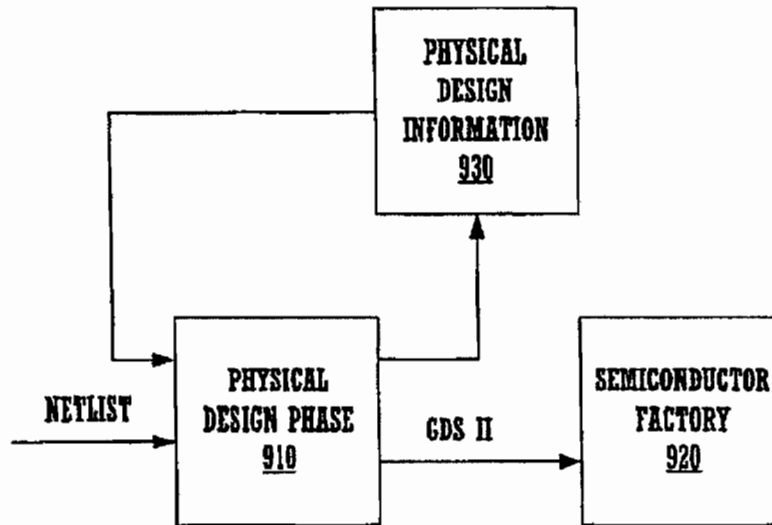 PHYSICAL
DESIGN
INFORMATION
930
NETLIST
PHYSICAL
DESIGN PHASE
910
GDS II
SEMICONDUCTOR
FACTORY
920